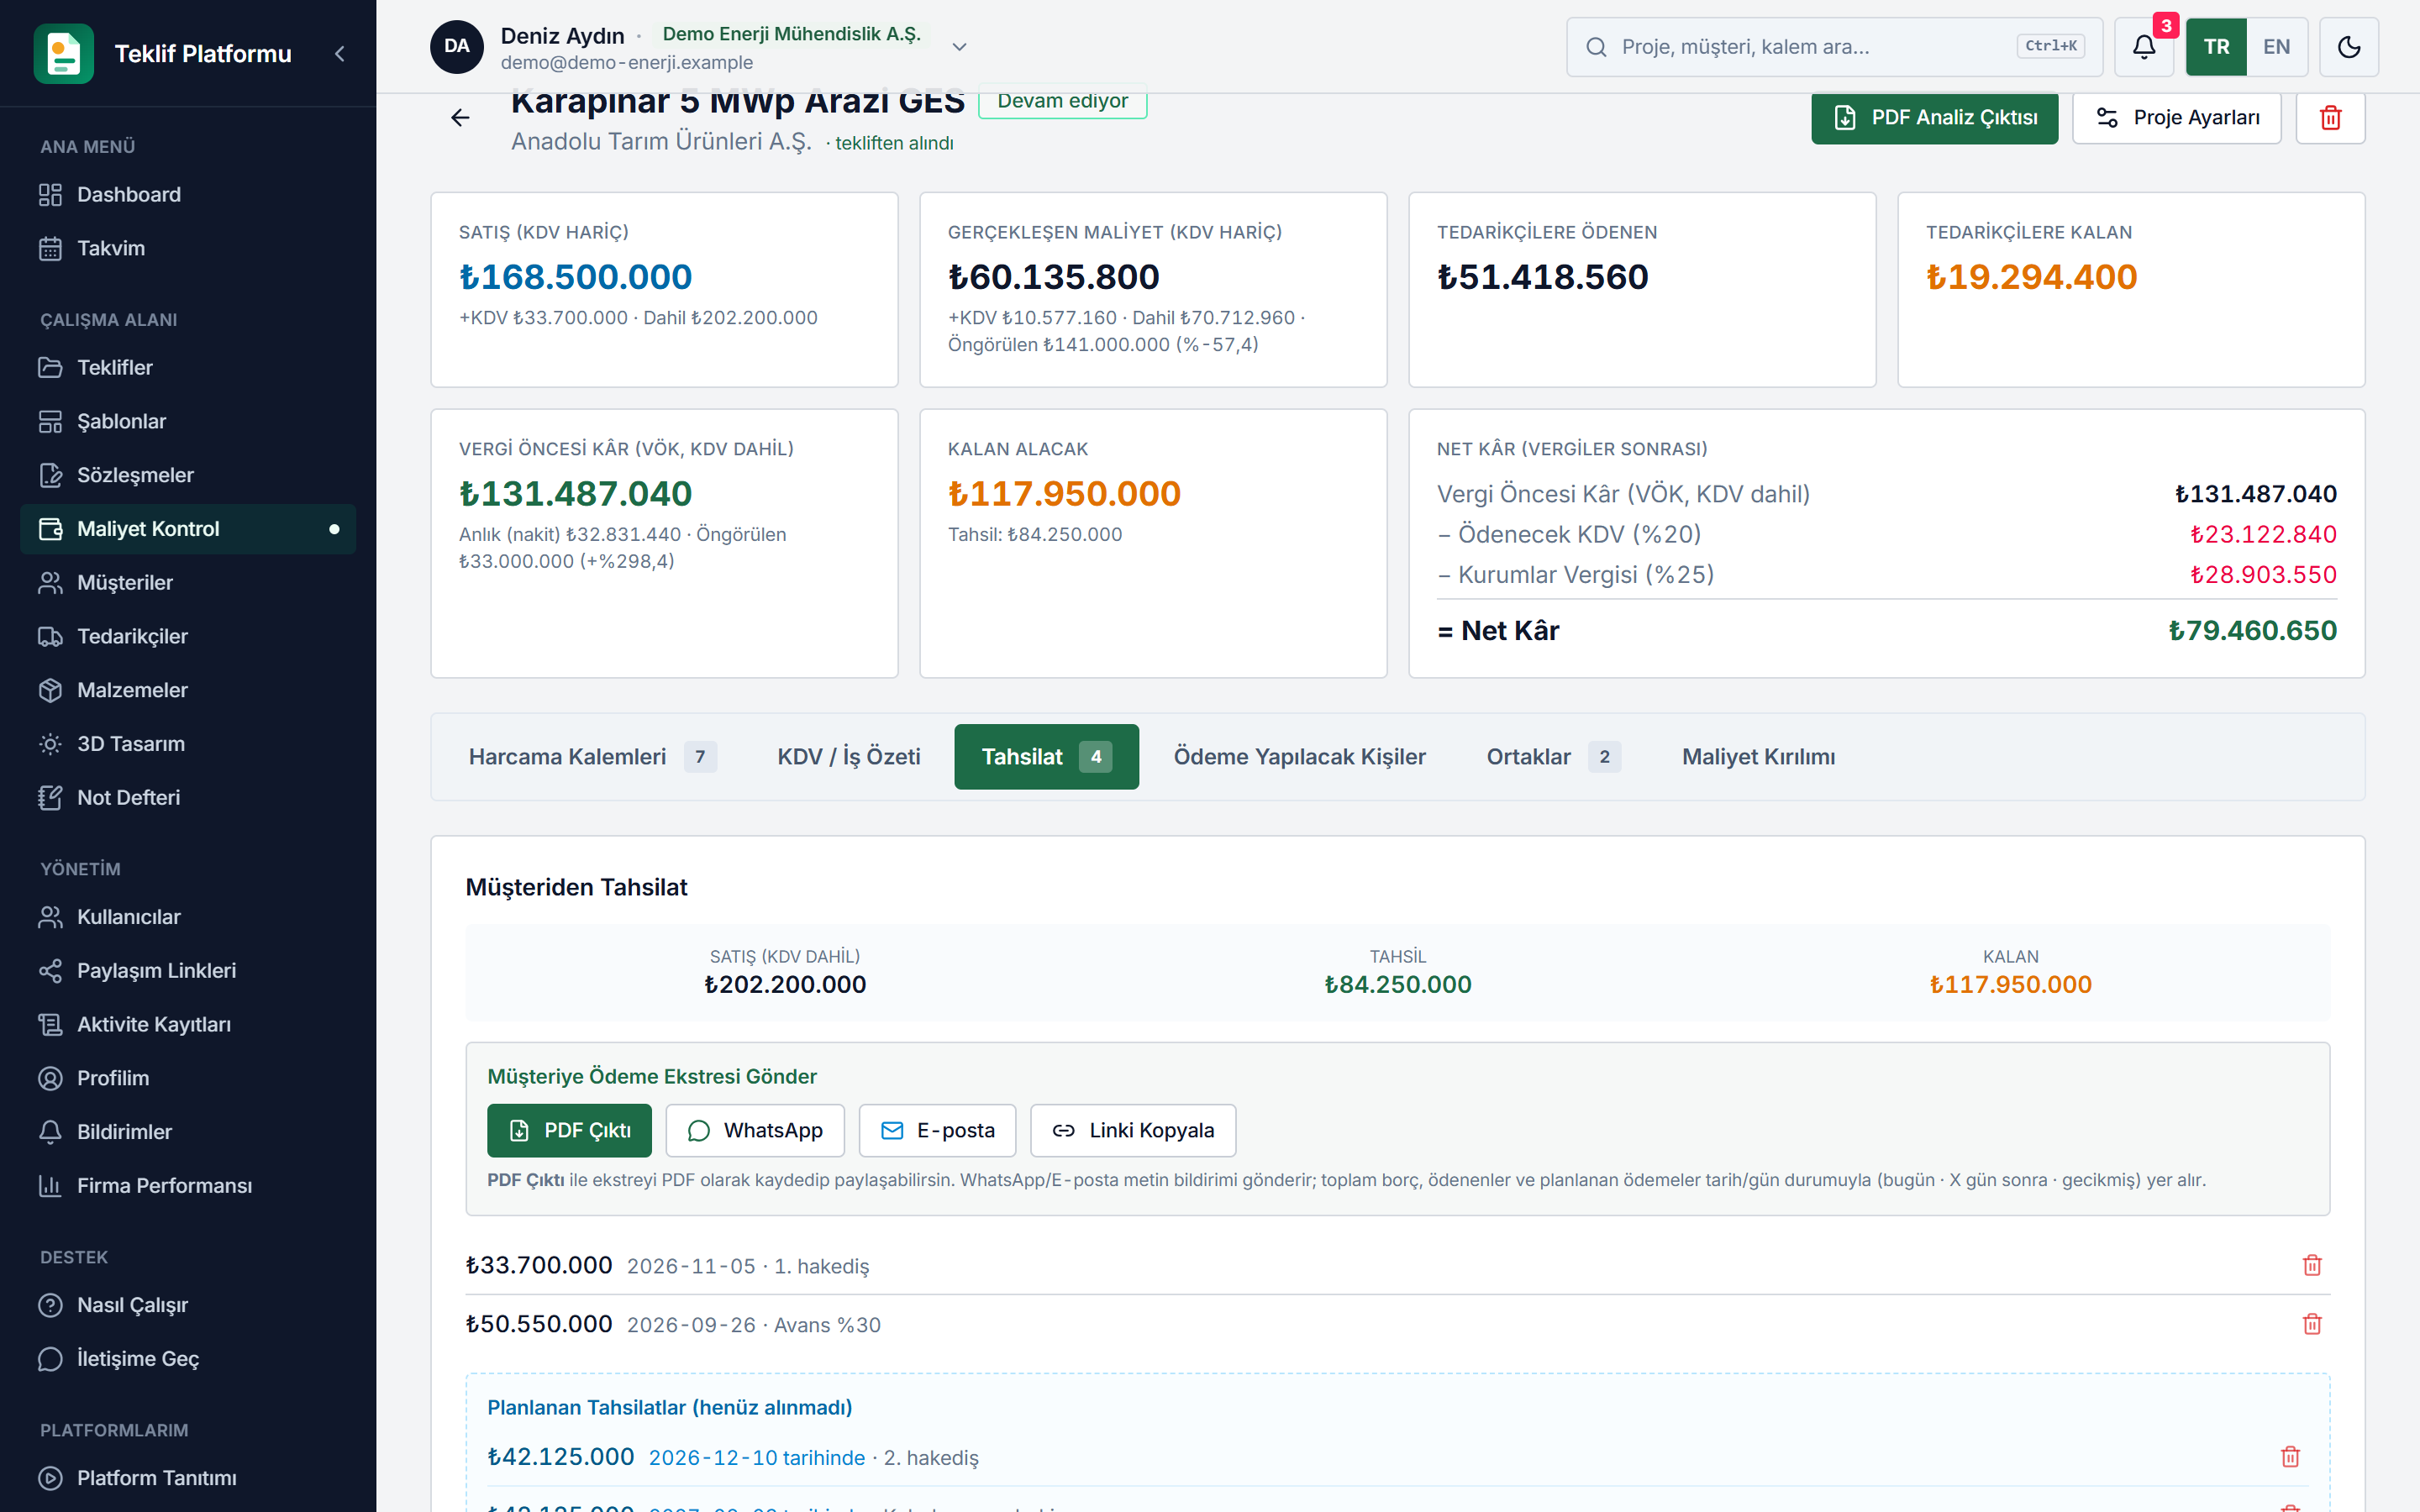 Teklif Platformu
ANA MENÜ
Dashboard
Takvim
ÇALIŞMA ALANI
Teklifler
Şablonlar
Sözleşmeler
Maliyet Kontrol
Müşteriler
Tedarikçiler
Malzemeler
3D Tasarım
Not Defteri
YÖNETİM
Kullanıcılar
Paylaşım Linkleri
Aktivite Kayıtları
Profilim
Bildirimler
Firma Performansı
DESTEK
Nasıl Çalışır
İletişime Geç
PLATFORMLARIM
Platform Tanıtımı
DA
Deniz Aydın · Demo Enerji Mühendislik A.Ş.
demo@demo-enerji.example
Proje, müşteri, kalem ara... Ctrl+K
3
TR EN
Karapınar 5 MWp Arazi GES Devam ediyor
Anadolu Tarım Ürünleri A.Ş. · tekliften alındı
PDF Analiz Çıktısı Proje Ayarları
SATIŞ (KDV HARİÇ)
₺168.500.000
+KDV ₺33.700.000 · Dahil ₺202.200.000
GERÇEKLEŞEN MALİYET (KDV HARİÇ)
₺60.135.800
+KDV ₺10.577.160 · Dahil ₺70.712.960 ·
Öngörülen ₺141.000.000 (%-57,4)
TEDARİKÇİLERE ÖDENEN
₺51.418.560
TEDARİKÇİLERE KALAN
₺19.294.400
VERGİ ÖNCESİ KÂR (VÖK, KDV DAHİL)
₺131.487.040
Anlık (nakit) ₺32.831.440 · Öngörülen
₺33.000.000 (+%298,4)
KALAN ALACAK
₺117.950.000
Tahsil: ₺84.250.000
NET KÂR (VERGİLER SONRASI)
Vergi Öncesi Kâr (VÖK, KDV dahil) ₺131.487.040
− Ödenecek KDV (%20) ₺23.122.840
− Kurumlar Vergisi (%25) ₺28.903.550
= Net Kâr ₺79.460.650
Harcama Kalemleri 7 KDV / İş Özeti Tahsilat 4 Ödeme Yapılacak Kişiler Ortaklar 2 Maliyet Kırılımı
Müşteriden Tahsilat
SATIŞ (KDV DAHİL) TAHSİL KALAN
₺202.200.000 ₺84.250.000 ₺117.950.000
Müşteriye Ödeme Ekstresi Gönder
PDF Çıktı WhatsApp E-posta Linki Kopyala
PDF Çıktı ile ekstreyi PDF olarak kaydedip paylaşabilirsin. WhatsApp/E-posta metin bildirimi gönderir; toplam borç, ödenenler ve planlanan ödemeler tarih/gün durumuyla (bugün · X gün sonra · gecikmiş) yer alır.
₺33.700.000 2026-11-05 · 1. hakediş
₺50.550.000 2026-09-26 · Avans %30
Planlanan Tahsilatlar (henüz alınmadı)
₺42.125.000 2026-12-10 tarihinde · 2. hakediş